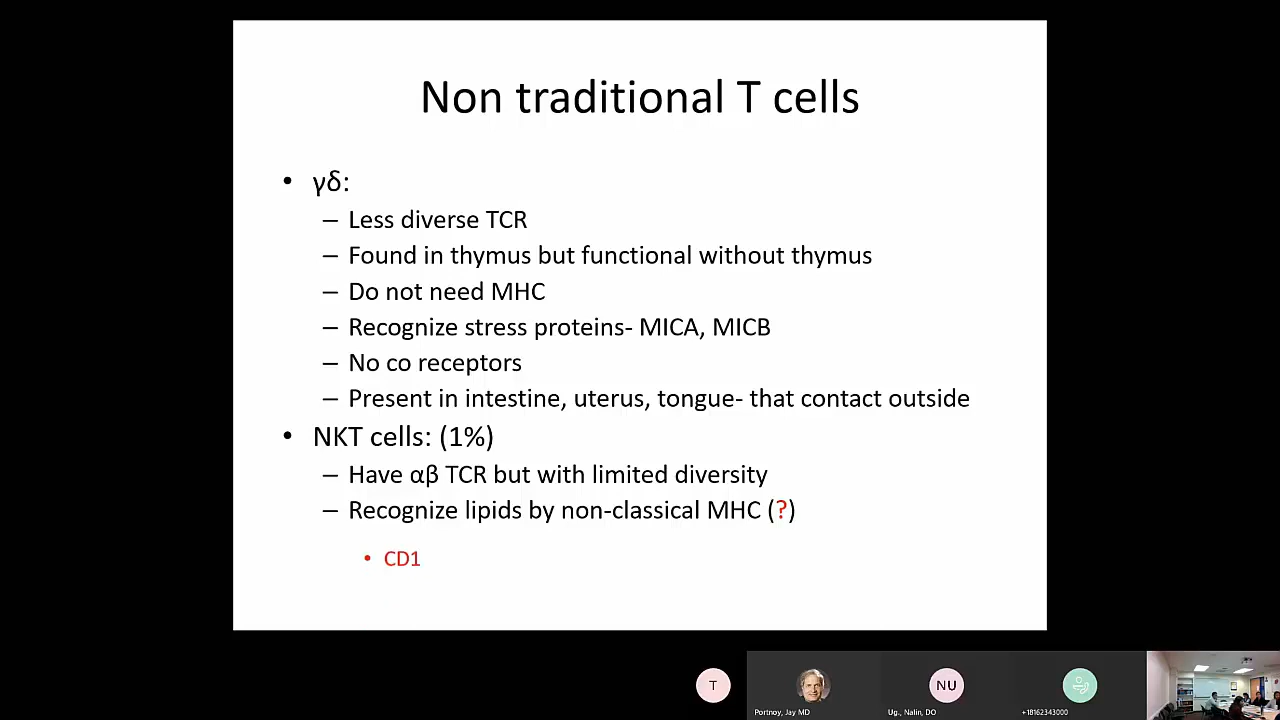 Non traditional T cells
• γδ:
– Less diverse TCR
– Found in thymus but functional without thymus
– Do not need MHC
– Recognize stress proteins- MICA, MICB
– No co receptors
– Present in intestine, uterus, tongue- that contact outside
• NKT cells: (1%)
– Have αβ TCR but with limited diversity
– Recognize lipids by non-classical MHC (?)
• CD1
T
NU
Portnoy, Jay MD
Ug., Nalin, DO
+18162343000